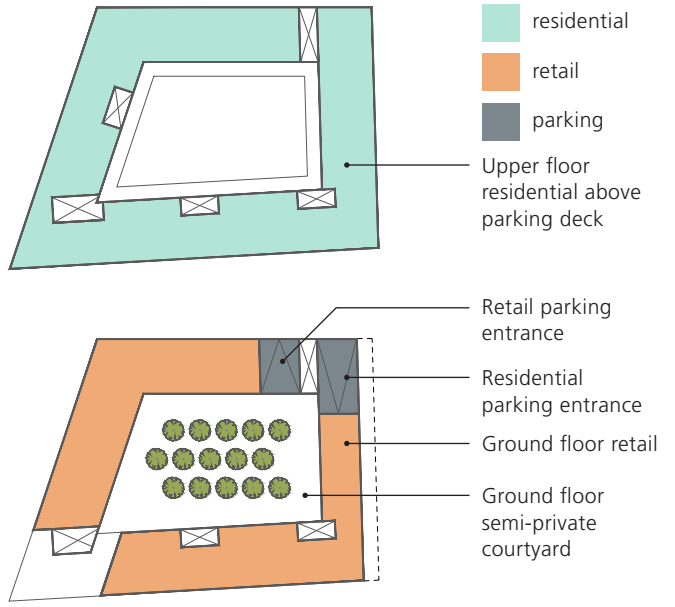 residential
retail
parking
Upper floor
residential above
parking deck
Retail parking
entrance
Residential
parking entrance
Ground floor retail
Ground floor
semi-private
courtyard